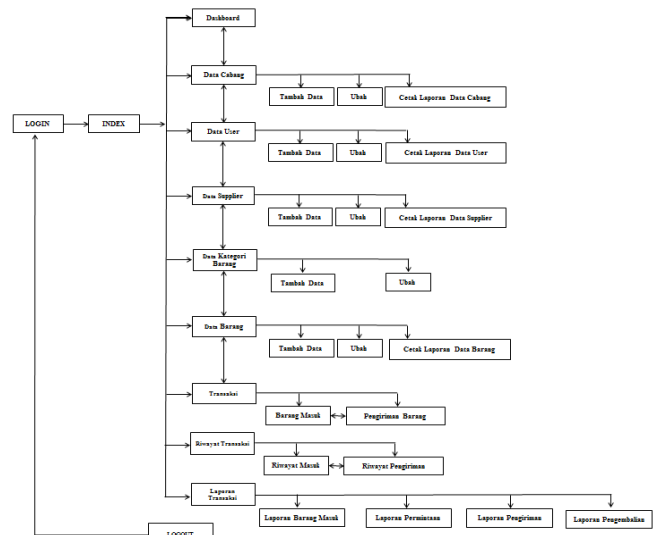 Dashboard
Data Cabang
Tambah Data
Ubah
Cetak Laporan Data Cabang
LOGIN
INDEX
Data User
Tambah Data
Ubah
Cetak Laporan Data User
Data Supplier
Tambah Data
Ubah
Cetak Laporan Data Supplier
Data Kategori
Barang
Tambah Data
Ubah
Data Barang
Tambah Data
Ubah
Cetak Laporan Data Barang
Transaksi
Barang Masuk
Pengiriman Barang
Riwayat Transaksi
Riwayat Masuk
Riwayat Pengiriman
Laporan
Transaksi
Laporan Barang Masuk
Laporan Permintaan
Laporan Pengiriman
Laporan Pengembalian
LOGOUT